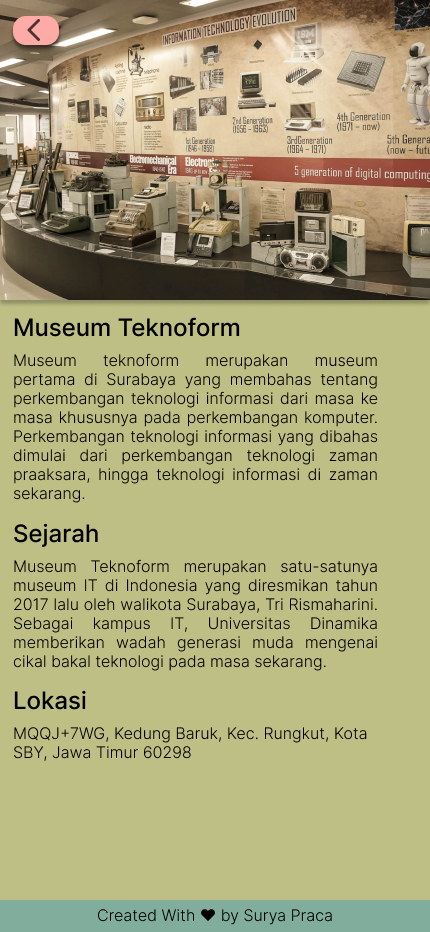 INFORMATION TECHNOLOGY EVOLUTION
2nd Generation
(1956 – 1963)
4th Generation
(1971 – now)
1st Generation
3rdGeneration
(1964 – 1971)
5th Genera
(now – futu
Electromechanical
Era
Electron
5 generation of digital computing
Museum Teknoform
Museum teknoform merupakan museum
pertama di Surabaya yang membahas tentang
perkembangan teknologi informasi dari masa ke
masa khususnya pada perkembangan komputer.
Perkembangan teknologi informasi yang dibahas
dimulai dari perkembangan teknologi zaman
praaksara, hingga teknologi informasi di zaman
sekarang.
Sejarah
Museum Teknoform merupakan satu-satunya
museum IT di Indonesia yang diresmikan tahun
2017 lalu oleh walikota Surabaya, Tri Rismaharini.
Sebagai kampus IT, Universitas Dinamika
memberikan wadah generasi muda mengenai
cikal bakal teknologi pada masa sekarang.
Lokasi
MQQJ+7WG, Kedung Baruk, Kec. Rungkut, Kota
SBY, Jawa Timur 60298
Created With ♥ by Surya Praca